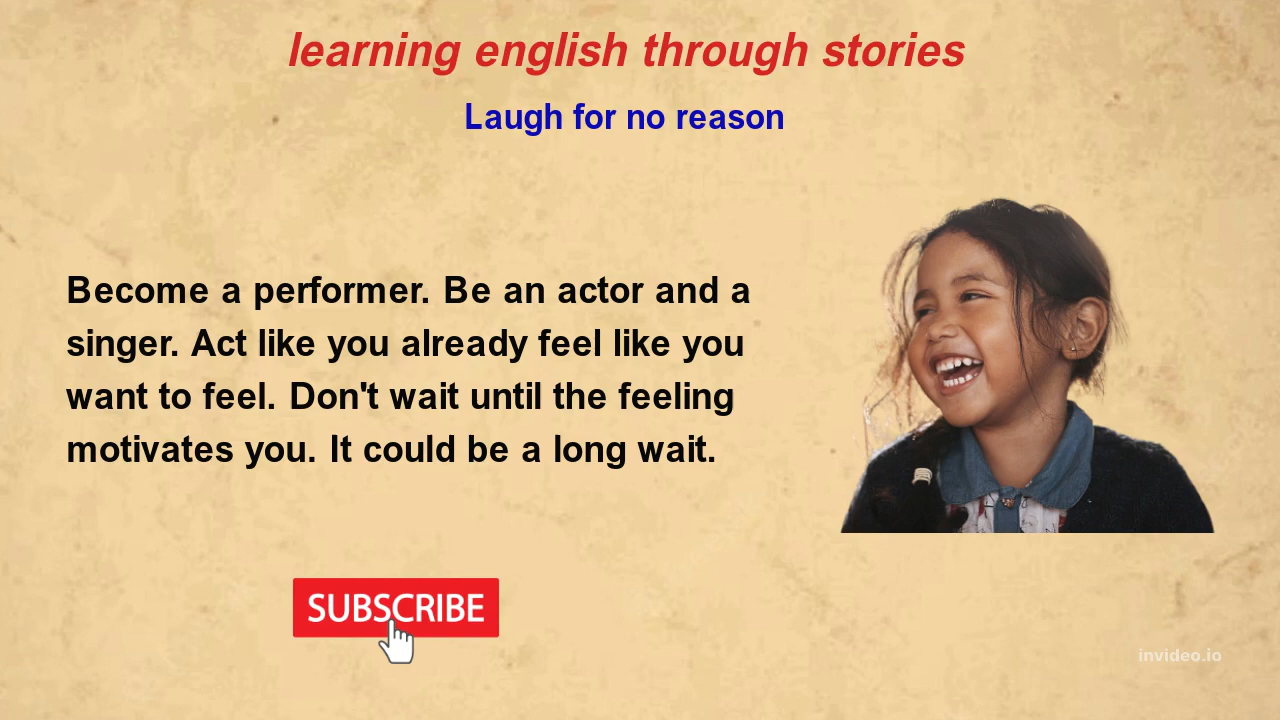 learning english through stories
Laugh for no reason
Become a performer. Be an actor and a
singer. Act like you already feel like you
want to feel. Don't wait until the feeling
motivates you. It could be a long wait.
SUBSCRIBE
invideo.io